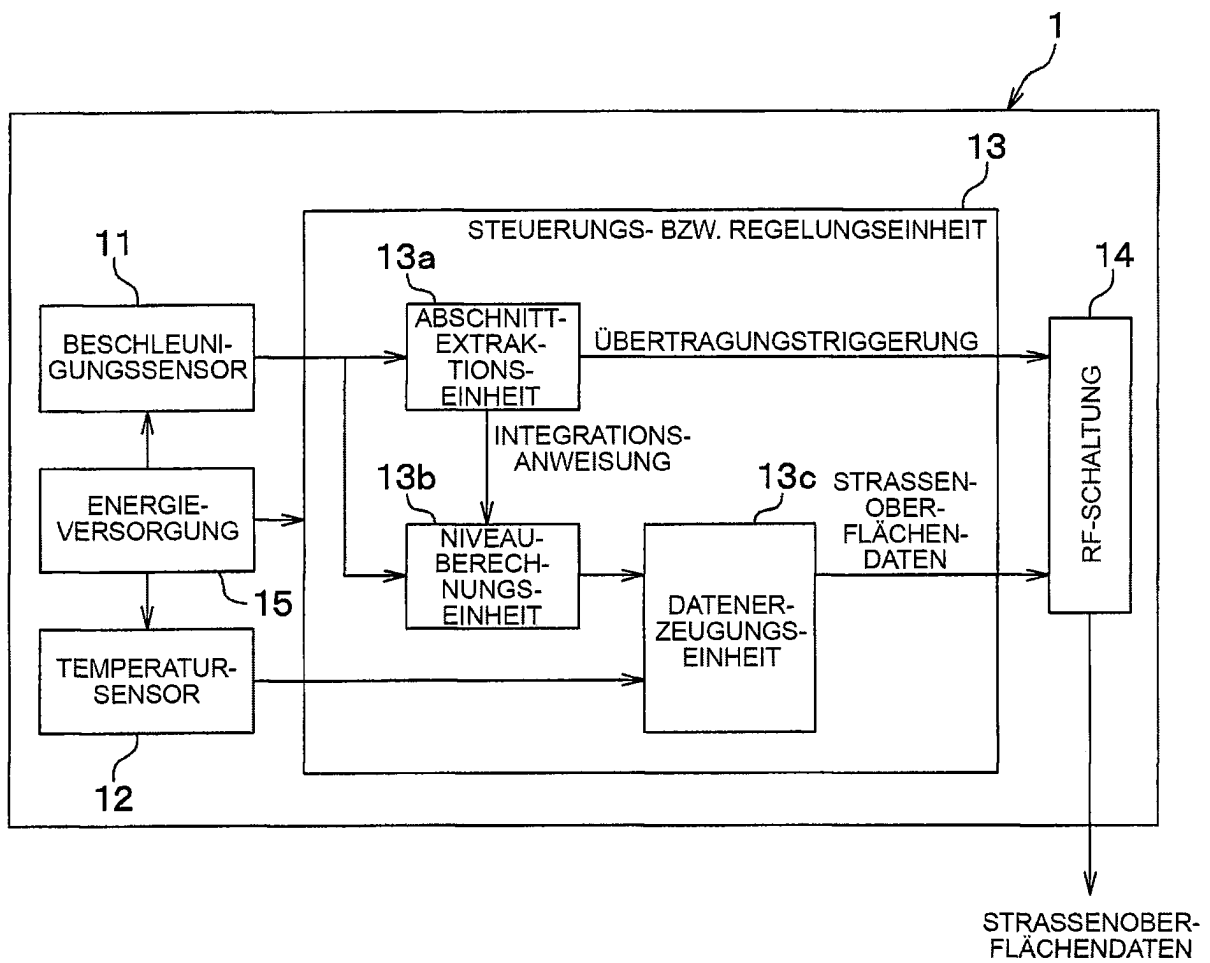 1
13
STEUERUNGS- BZW. REGELUNGSEINHEIT
11
13a
14
BESCHLEUNI-
GUNGSSENSOR
ABSCHNITT-
EXTRAK-
TIONS-
EINHEIT
ÜBERTRAGUNGSTRIGGERUNG
RF-SCHALTUNG
INTEGRATIONS-
ANWEISUNG
ENERGIE-
VERSORGUNG
15
13b
NIVEAU-
BERECH-
NUNGS-
EINHEIT
13c
STRASSEN-
OBER-
FLÄCHEN-
DATEN
DATENER-
ZEUGUNGS-
EINHEIT
TEMPERATUR-
SENSOR
12
STRASSENOBER-
FLÄCHENDATEN